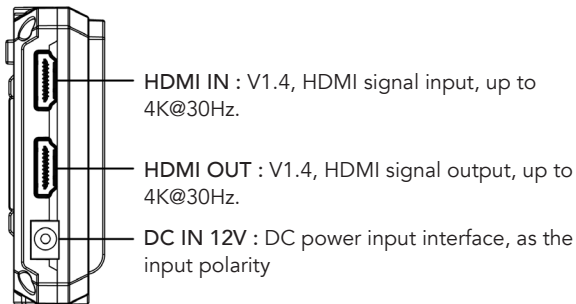 HDMI IN : V1.4, HDMI signal input, up to
4K@30Hz.
HDMI OUT : V1.4, HDMI signal output, up to
4K@30Hz.
DC IN 12V : DC power input interface, as the
input polarity